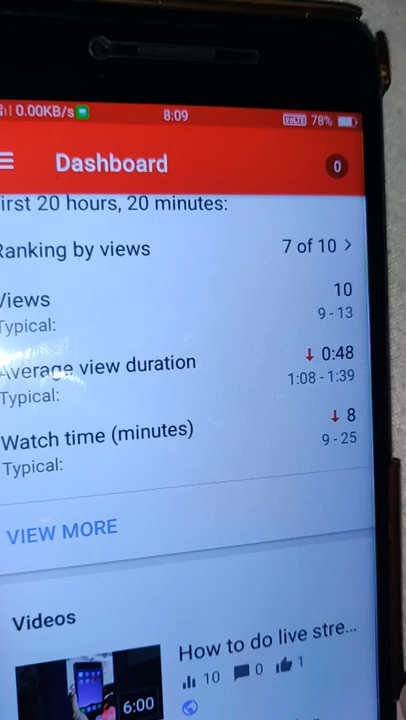 0.00KB/s 8:09 VoLTE 78%
Dashboard 0
irst 20 hours, 20 minutes:
Ranking by views 7 of 10 >
Views 10
Typical: 9 - 13
Average view duration ↓ 0:48
Typical: 1:08 - 1:39
Watch time (minutes) ↓ 8
Typical: 9 - 25
VIEW MORE
Videos
How to do live stre...
10 0 1
6:00